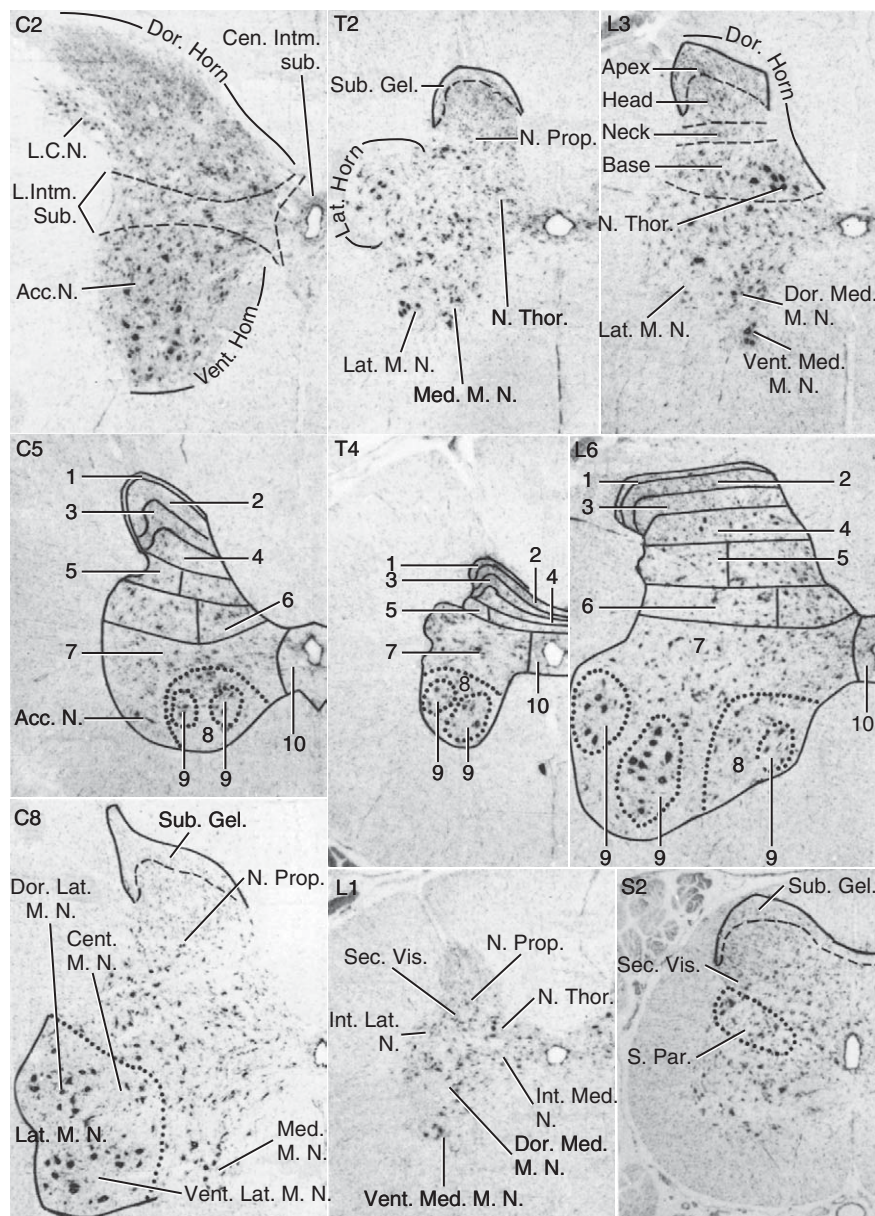 C2
Dor. Horn
Cen. Intm.
sub.
L.C.N.
L.Intm.
Sub.
Acc.N.
Vent. Horn
T2
Sub. Gel.
N. Prop.
Lat. Horn
N. Thor.
Lat. M. N.
Med. M. N.
L3
Dor. Horn
Apex
Head
Neck
Base
N. Thor.
Lat. M. N.
Dor. Med.
M. N.
Vent. Med.
M. N.
C5
1
2
3
4
5
6
7
Acc. N.
8
9
9
10
T4
1
2
3
4
5
7
8
10
9
9
L6
1
2
3
4
5
6
7
8
10
9
9
9
C8
Sub. Gel.
N. Prop.
Dor. Lat.
M. N.
Cent.
M. N.
Lat. M. N.
Med.
M. N.
Vent. Lat. M. N.
L1
Sec. Vis.
N. Prop.
Int. Lat.
N.
N. Thor.
Int. Med.
N.
Dor. Med.
M. N.
Vent. Med. M. N.
S2
Sub. Gel.
Sec. Vis.
S. Par.